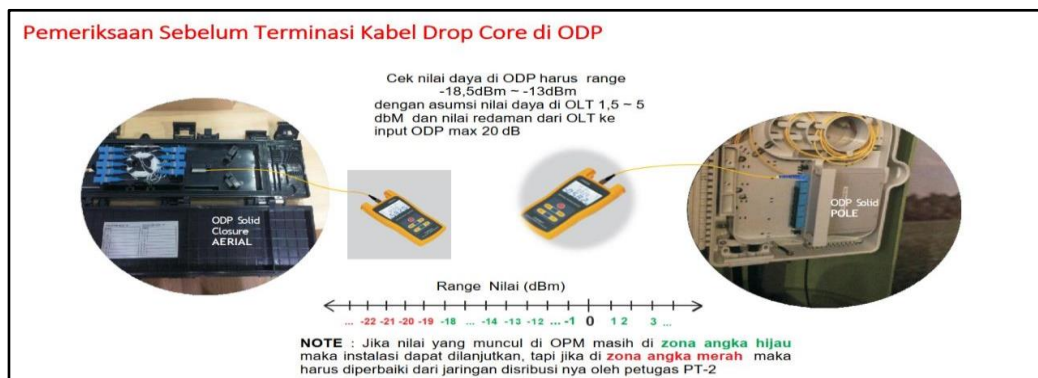 Pemeriksaan Sebelum Terminasi Kabel Drop Core di ODP
Cek nilai daya di ODP harus range
-18,5dBm ~ -13dBm
dengan asumsi nilai daya di OLT 1,5 ~ 5
dbM dan nilai redaman dari OLT ke
input ODP max 20 dB
ODP Solid
Closure
AERIAL
ODP Solid
POLE
Range Nilai (dBm)
... -22 -21 -20 -19 -18 ... -14 -13 -12 ... -1 0 1 2 3 ...
NOTE : Jika nilai yang muncul di OPM masih di zona angka hijau
maka instalasi dapat dilanjutkan, tapi jika di zona angka merah maka
harus diperbaiki dari jaringan disribusi nya oleh petugas PT-2